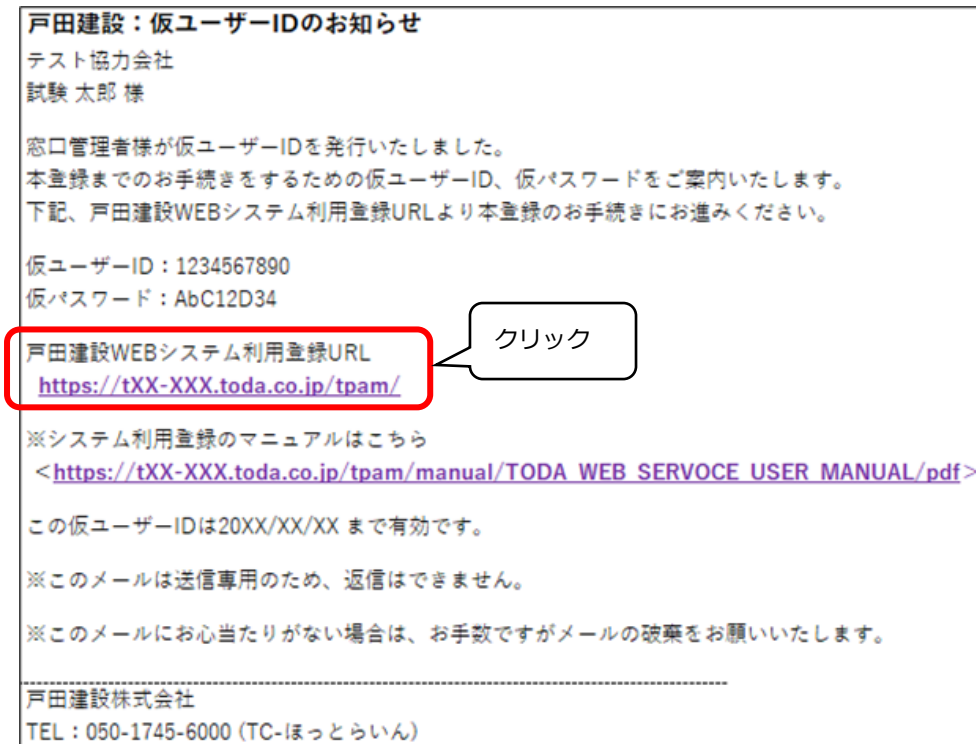 戸田建設：仮ユーザーIDのお知らせ
テスト協力会社
試験 太郎 様
窓口管理者様が仮ユーザーIDを発行いたしました。
本登録までのお手続きをするための仮ユーザーID、仮パスワードをご案内いたします。
下記、戸田建設WEBシステム利用登録URLより本登録のお手続きにお進みください。
仮ユーザーID：1234567890
仮パスワード：AbC12D34
クリック
戸田建設WEBシステム利用登録URL
https://tXX-XXX.toda.co.jp/tpam/
※システム利用登録のマニュアルはこちら
<https://tXX-XXX.toda.co.jp/tpam/manual/TODA_WEB_SERVOCE_USER_MANUAL/pdf>
この仮ユーザーIDは20XX/XX/XX まで有効です。
※このメールは送信専用のため、返信はできません。
※このメールにお心当たりがない場合は、お手数ですがメールの破棄をお願いいたします。
戸田建設株式会社
TEL：050-1745-6000 (TC-ほっとらいん)